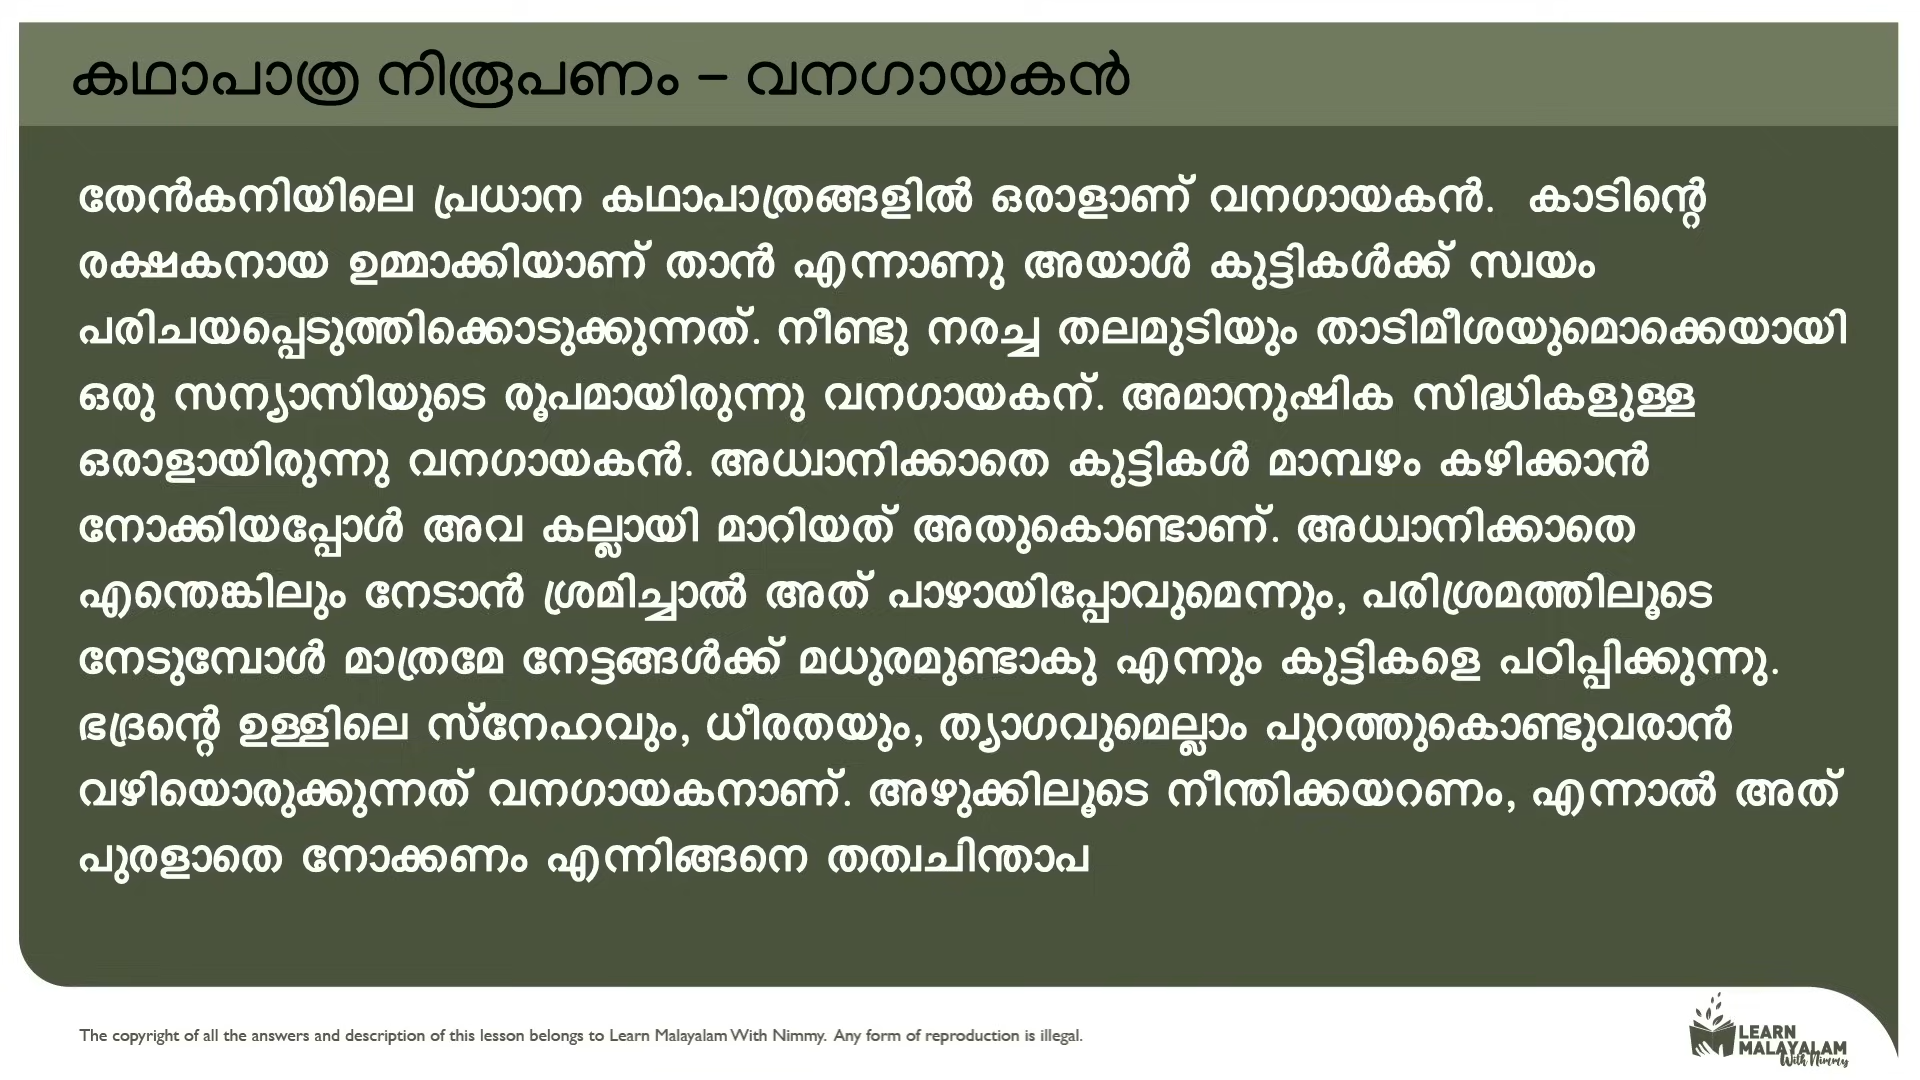 കഥാപാത്ര നിരൂപണം – വനഗായകൻ
തേൻകനിയിലെ പ്രധാന കഥാപാത്രങ്ങളിൽ ഒരാളാണ് വനഗായകൻ. കാടിന്റെ
രക്ഷകനായ ഉമ്മാക്കിയാണ് താൻ എന്നാണു അയാൾ കുട്ടികൾക്ക് സ്വയം
പരിചയപ്പെടുത്തിക്കൊടുക്കുന്നത്. നീണ്ടു നരച്ച തലമുടിയും താടിമീശയുമൊക്കെയായി
ഒരു സന്യാസിയുടെ രൂപമായിരുന്നു വനഗായകന്. അമാനുഷിക സിദ്ധികളുള്ള
ഒരാളായിരുന്നു വനഗായകൻ. അധ്വാനിക്കാതെ കുട്ടികൾ മാമ്പഴം കഴിക്കാൻ
നോക്കിയപ്പോൾ അവ കല്ലായി മാറിയത് അതുകൊണ്ടാണ്. അധ്വാനിക്കാതെ
എന്തെങ്കിലും നേടാൻ ശ്രമിച്ചാൽ അത് പാഴായിപ്പോവുമെന്നും, പരിശ്രമത്തിലൂടെ
നേടുമ്പോൾ മാത്രമേ നേട്ടങ്ങൾക്ക് മധുരമുണ്ടാകു എന്നും കുട്ടികളെ പഠിപ്പിക്കുന്നു.
ഭദ്രന്റെ ഉള്ളിലെ സ്നേഹവും, ധീരതയും, ത്യാഗവുമെല്ലാം പുറത്തുകൊണ്ടുവരാൻ
വഴിയൊരുക്കുന്നത് വനഗായകനാണ്. അഴുക്കിലൂടെ നീന്തിക്കയറണം, എന്നാൽ അത്
പുരളാതെ നോക്കണം എന്നിങ്ങനെ തത്വചിന്താപ
The copyright of all the answers and description of this lesson belongs to Learn Malayalam With Nimmy. Any form of reproduction is illegal.
LEARN
MALAYALAM
With Nimmy